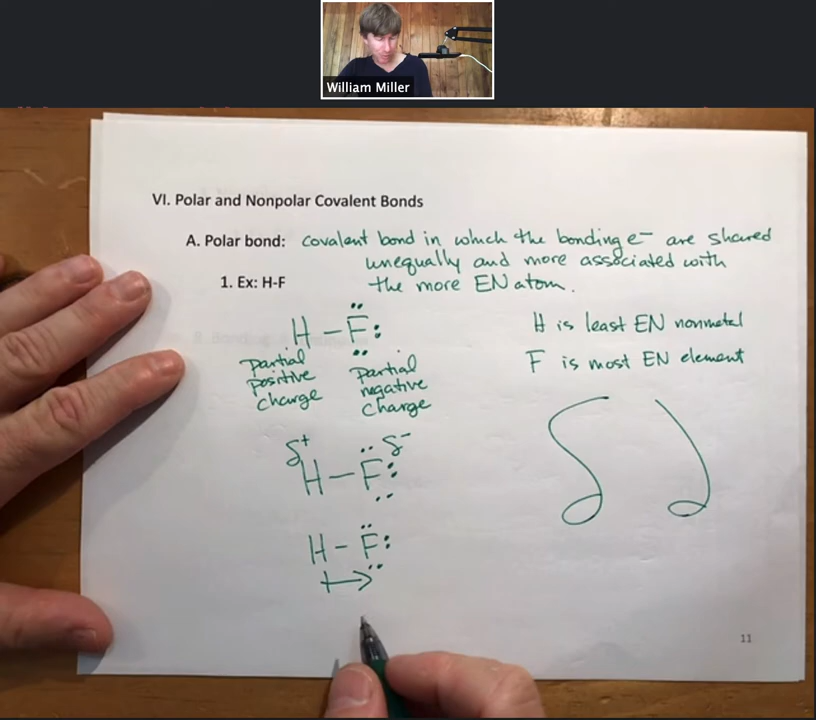 William Miller
VI. Polar and Nonpolar Covalent Bonds
A. Polar bond: covalent bond in which the bonding e⁻ are shared
unequally and more associated with
1. Ex: H-F the more EN atom.
H – F̈: H is least EN nonmetal
partial positive charge Partial negative charge F is most EN element
δ⁺ δ⁻
H – F̈: δ
H – F̈:
11